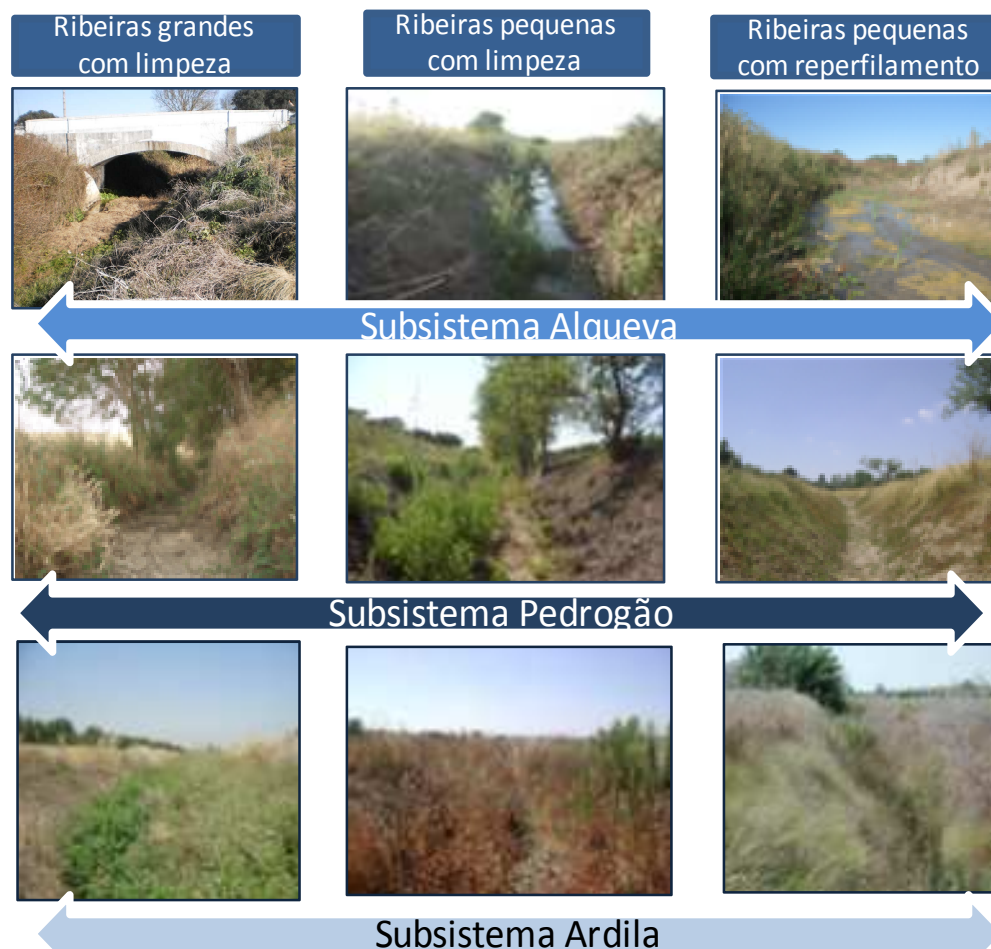 Ribeiras grandes
com limpeza
Ribeiras pequenas
com limpeza
Ribeiras pequenas
com reperfilamento
Subsistema Alqueva
Subsistema Pedrogão
Subsistema Ardila